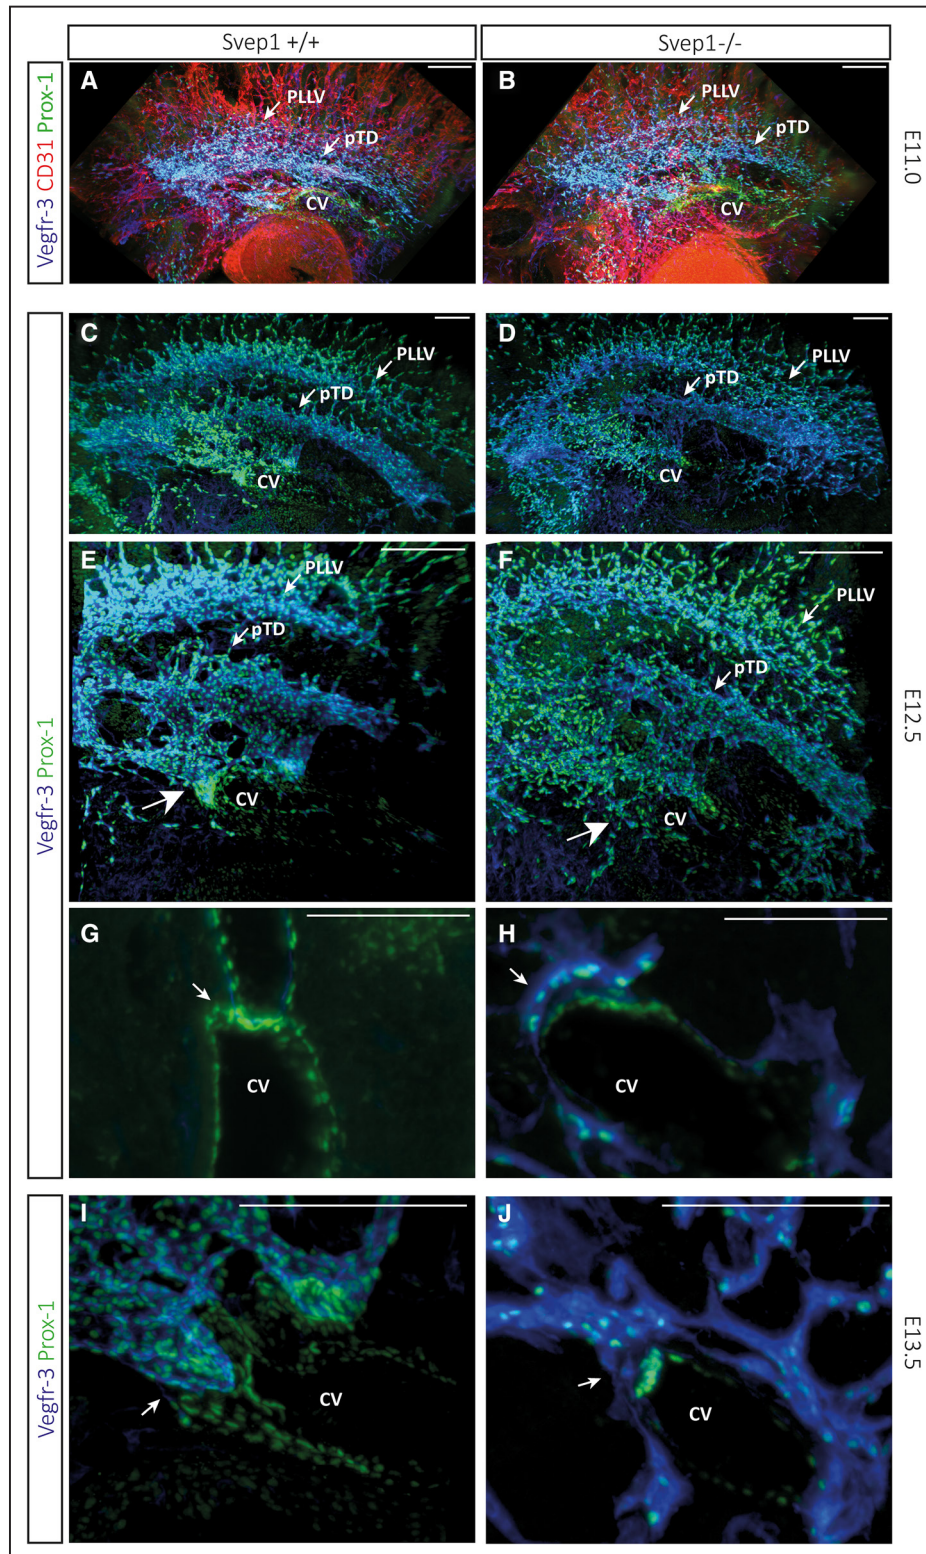 Svep1 +/+
Svep1-/-
Vegfr-3 CD31 Prox-1
A
PLLV
pTD
CV
B
PLLV
pTD
CV
E11.0
Vegfr-3 Prox-1
C
PLLV
pTD
CV
D
PLLV
pTD
CV
E
PLLV
pTD
CV
F
PLLV
pTD
CV
E12.5
G
CV
H
CV
Vegfr-3 Prox-1
I
CV
J
CV
E13.5